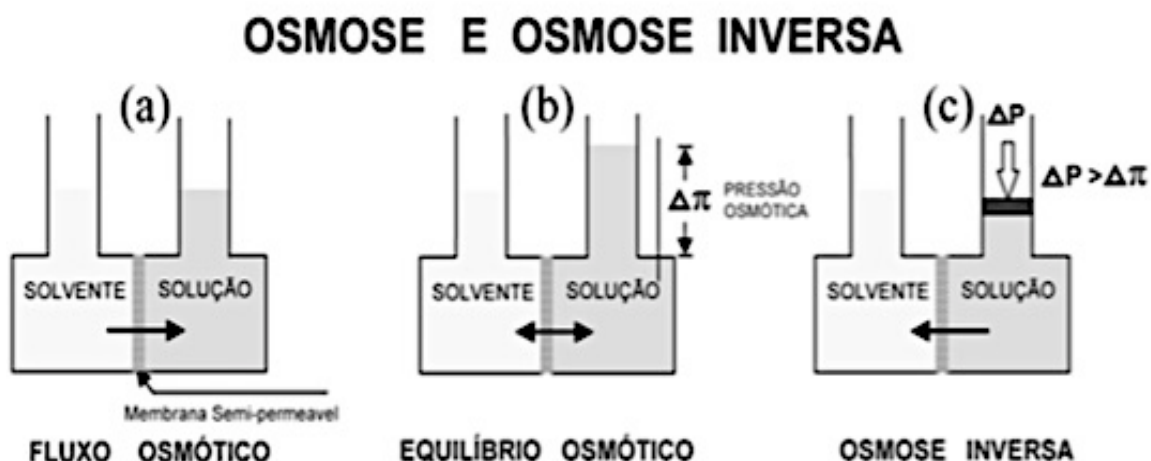 OSMOSE E OSMOSE INVERSA
(a)
SOLVENTE
SOLUÇÃO
Membrana Semi-permeavel
FLUXO OSMÓTICO
(b)
Δπ
PRESSÃO
OSMÓTICA
SOLVENTE
SOLUÇÃO
EQUILÍBRIO OSMÓTICO
(c)
ΔP
ΔP > Δπ
SOLVENTE
SOLUÇÃO
OSMOSE INVERSA